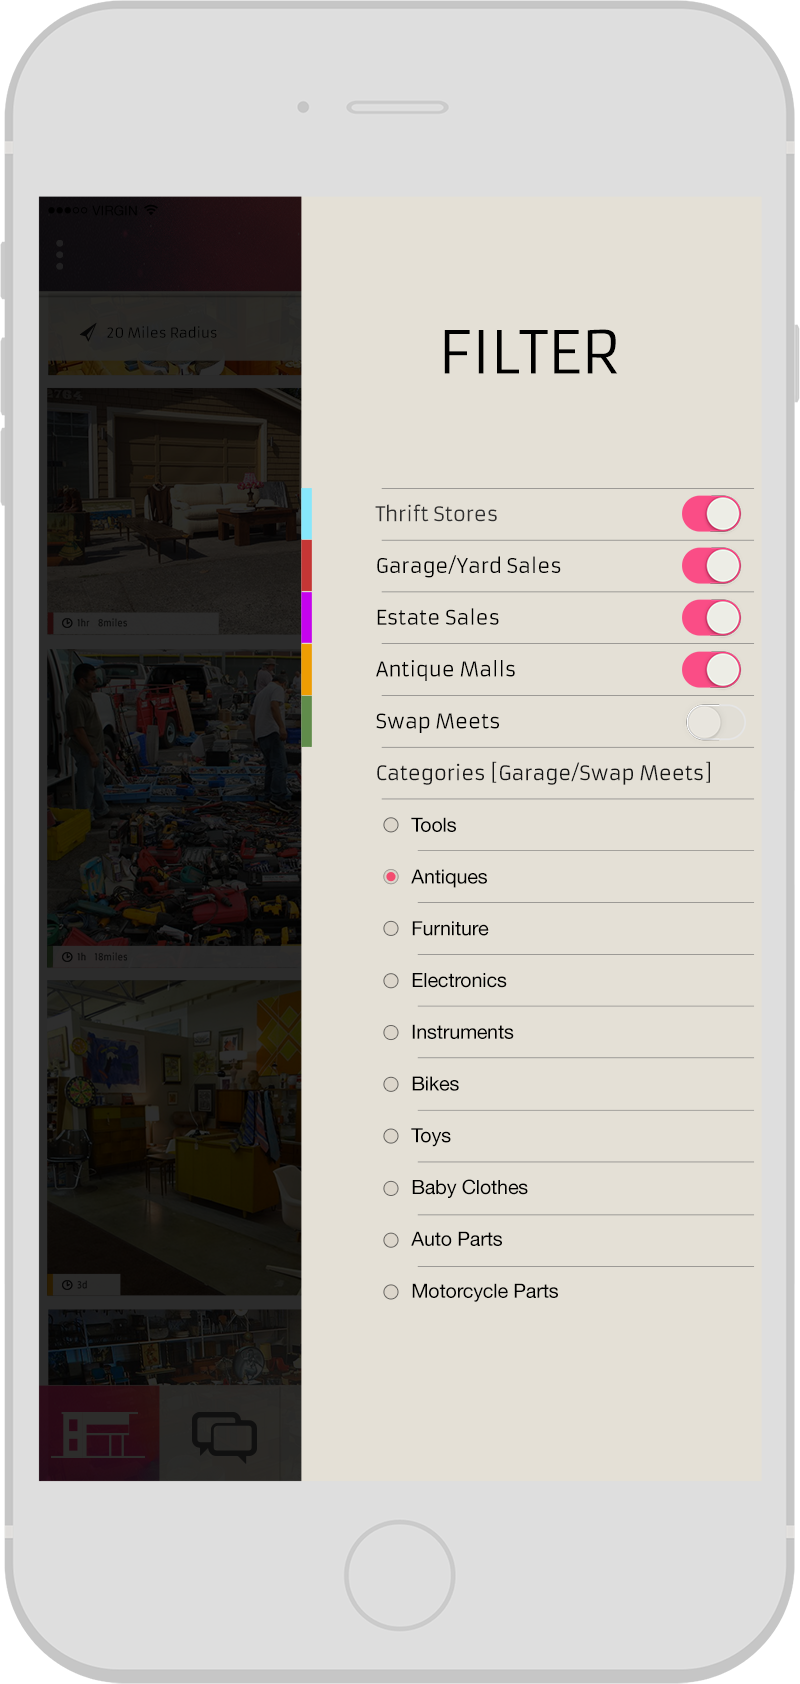 VIRGIN
20 Miles Radius
1764
1hr 8miles
1h 18miles
3d
FILTER
Thrift Stores
Garage/Yard Sales
Estate Sales
Antique Malls
Swap Meets
Categories [Garage/Swap Meets]
Tools
Antiques
Furniture
Electronics
Instruments
Bikes
Toys
Baby Clothes
Auto Parts
Motorcycle Parts